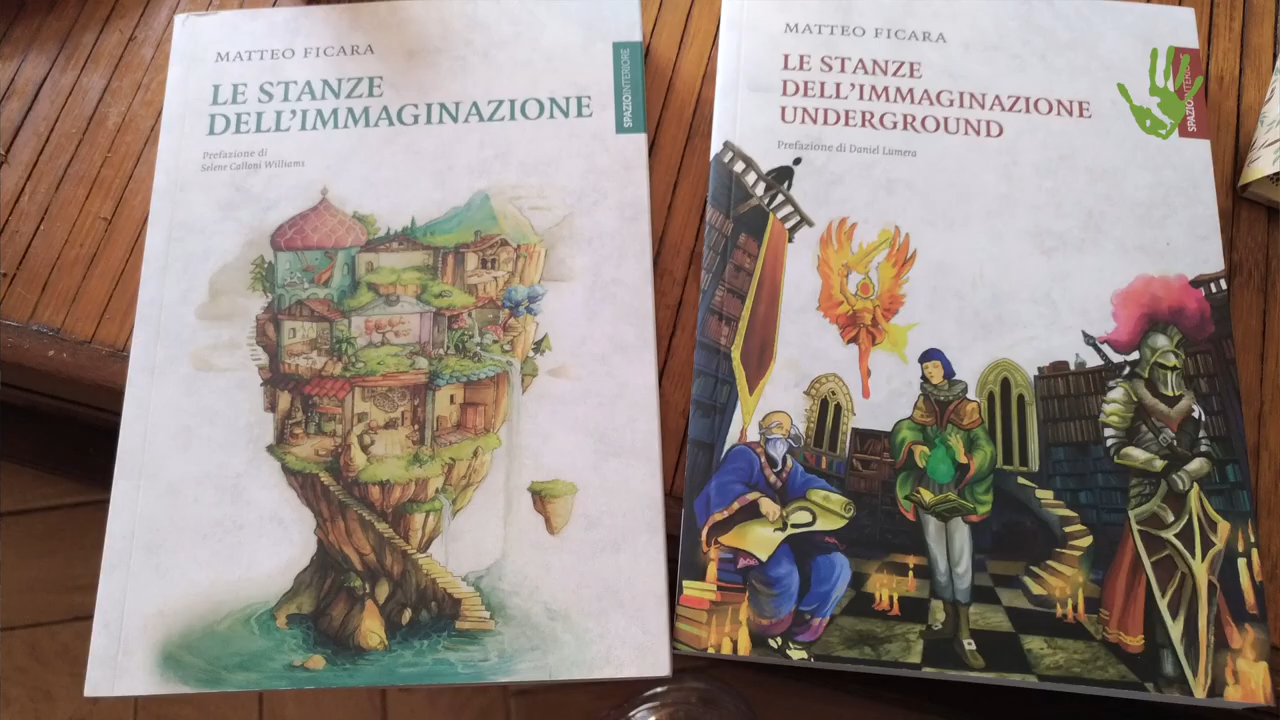 MATTEO FICARA
LE STANZE
DELL'IMMAGINAZIONE
Prefazione di
Selene Calloni Williams
SPAZIOINTERIORE
MATTEO FICARA
LE STANZE
DELL'IMMAGINAZIONE
UNDERGROUND
Prefazione di Daniel Lumera
SPAZIOINTERIORE